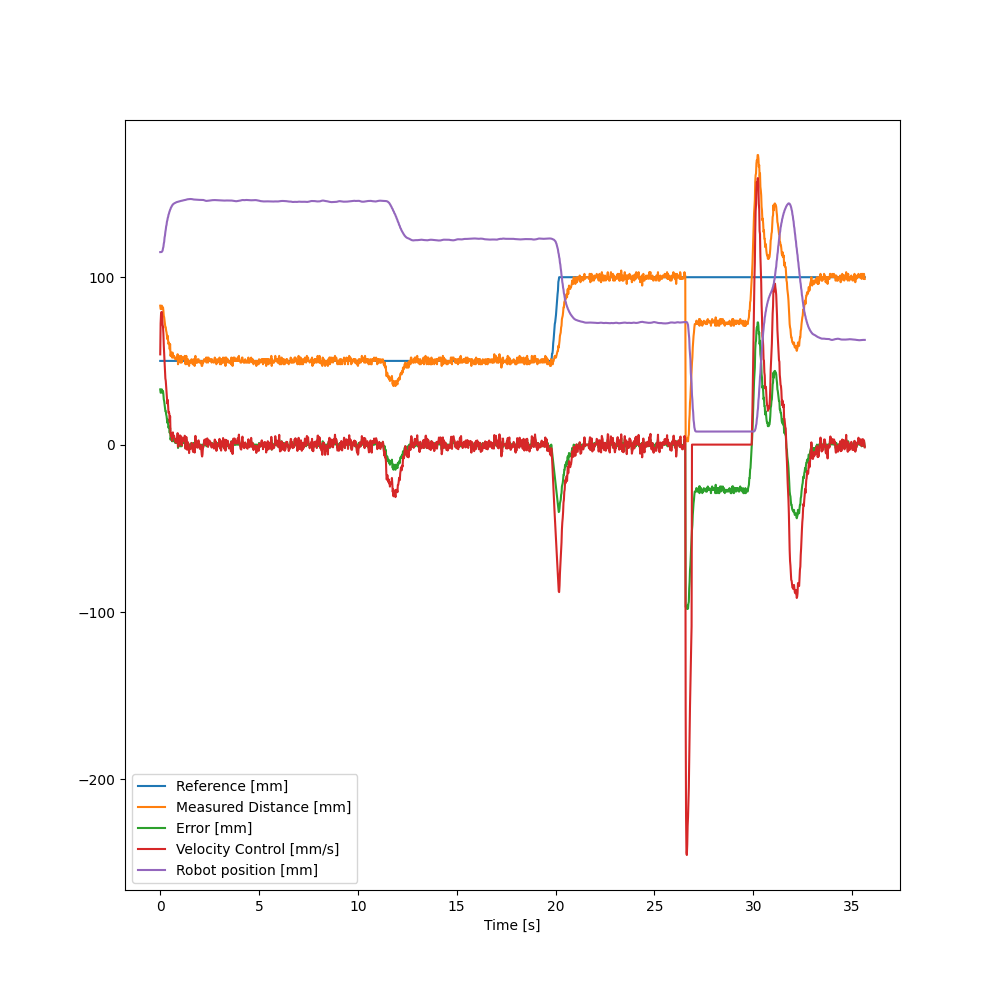 100
0
−100
−200
Reference [mm]
Measured Distance [mm]
Error [mm]
Velocity Control [mm/s]
Robot position [mm]
0 5 10 15 20 25 30 35
Time [s]